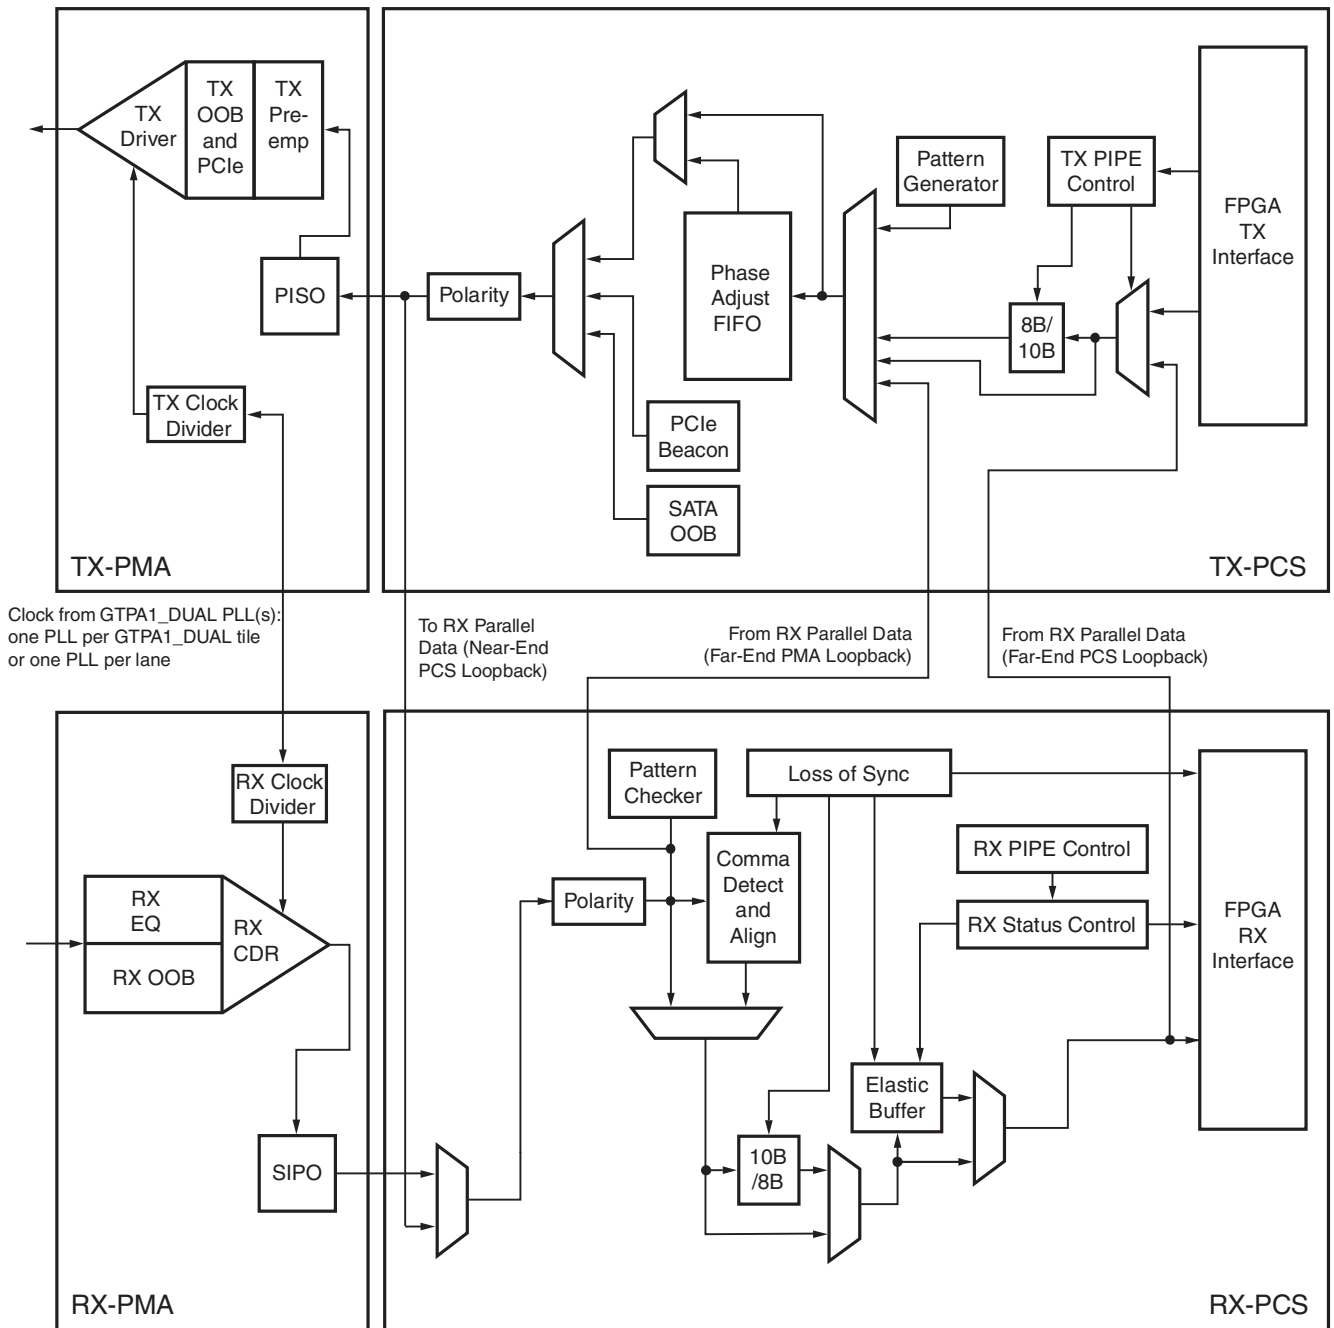 TX
Driver
TX
OOB
and
PCIe
TX
Pre-
emp
PISO
TX Clock
Divider
TX-PMA
Polarity
Phase
Adjust
FIFO
PCIe
Beacon
SATA
OOB
Pattern
Generator
TX PIPE
Control
8B/
10B
FPGA
TX
Interface
TX-PCS
Clock from GTPA1_DUAL PLL(s):
one PLL per GTPA1_DUAL tile
or one PLL per lane
To RX Parallel
Data (Near-End
PCS Loopback)
From RX Parallel Data
(Far-End PMA Loopback)
From RX Parallel Data
(Far-End PCS Loopback)
RX Clock
Divider
RX
EQ
RX OOB
RX
CDR
SIPO
RX-PMA
Pattern
Checker
Loss of Sync
Polarity
Comma
Detect
and
Align
RX PIPE Control
RX Status Control
FPGA
RX
Interface
Elastic
Buffer
10B
/8B
RX-PCS